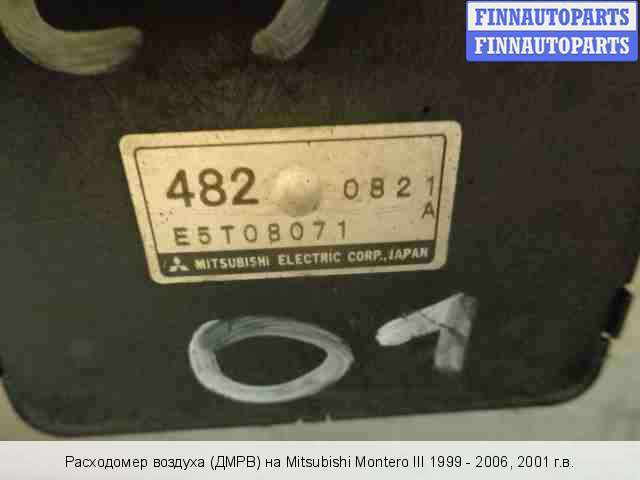 FINNAUTOPARTS
FINNAUTOPARTS
482 0821
A
E5T08071
MITSUBISHI ELECTRIC CORP., JAPAN
01
Расходомер воздуха (ДМРВ) на Mitsubishi Montero III 1999 - 2006, 2001 г.в.